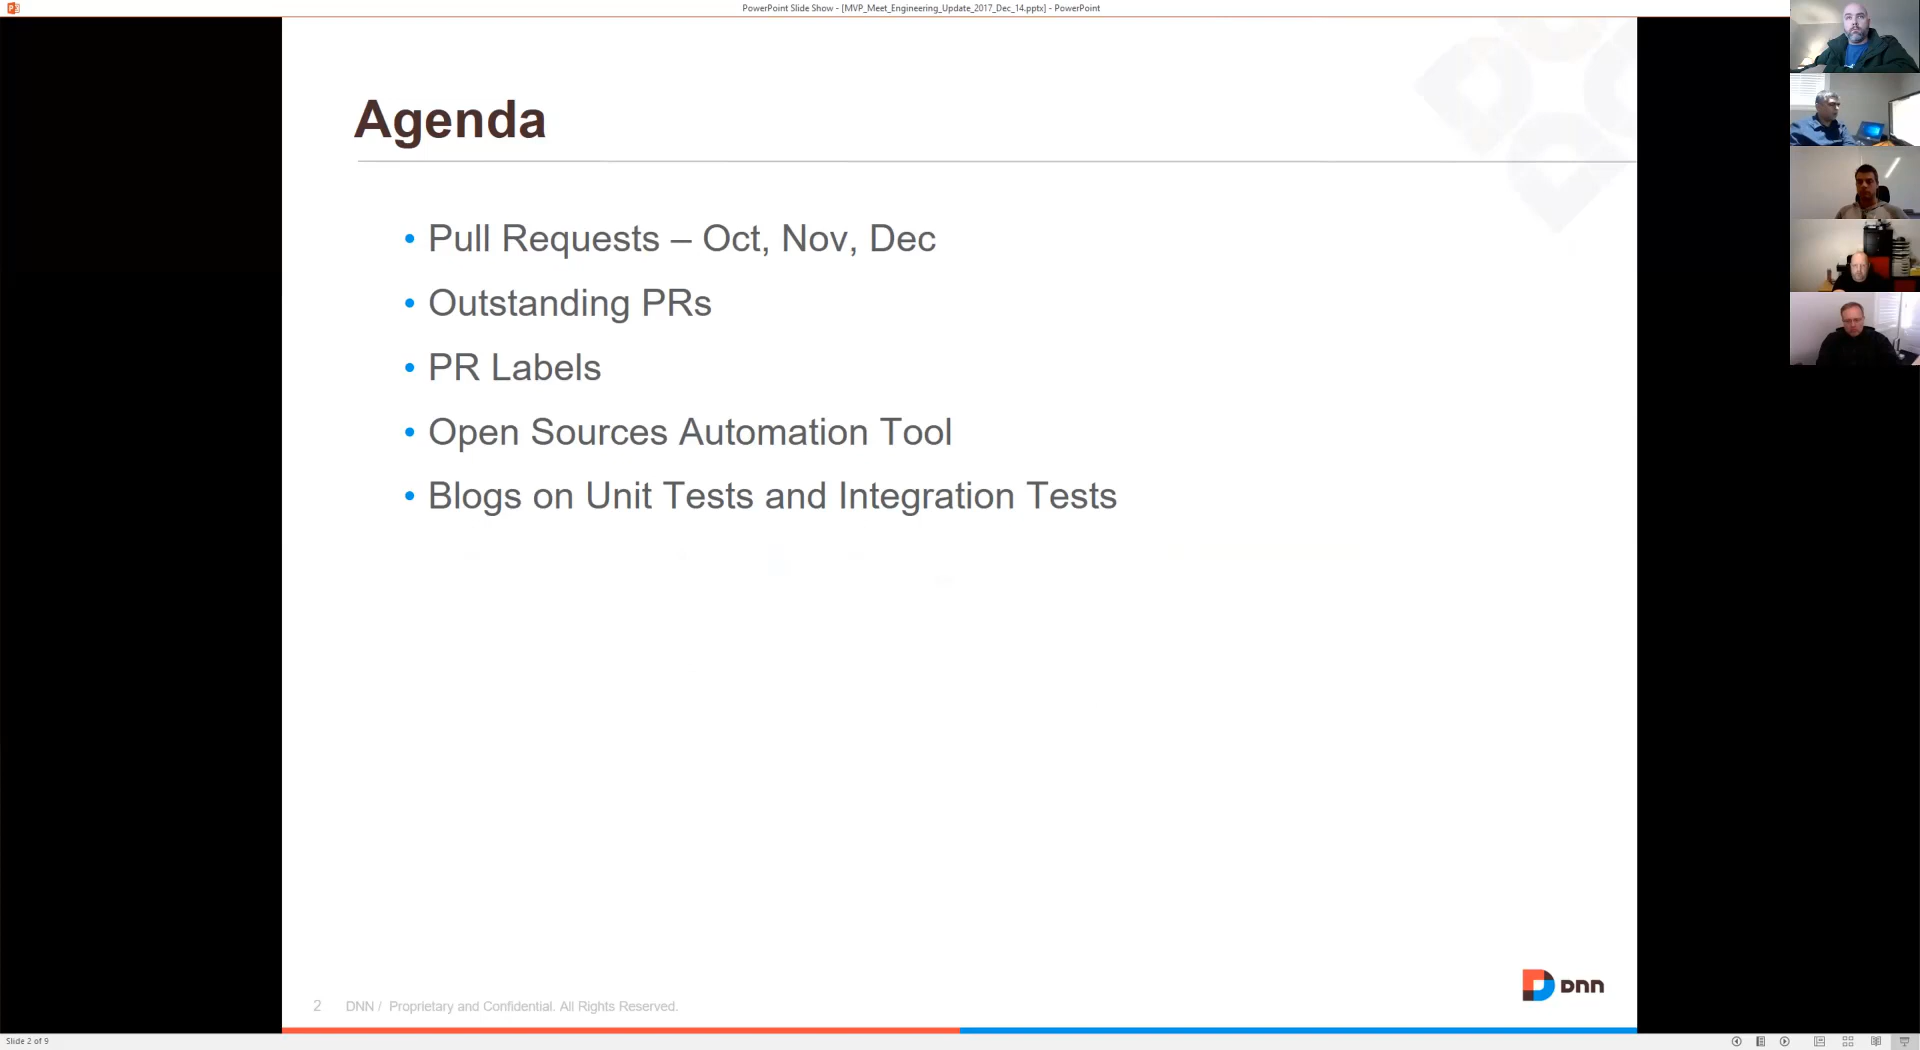 PowerPoint Slide Show - [MVP_Meet_Engineering_Update_2017_Dec_14.pptx] - PowerPoint
Agenda
• Pull Requests – Oct, Nov, Dec
• Outstanding PRs
• PR Labels
• Open Sources Automation Tool
• Blogs on Unit Tests and Integration Tests
dnn
2 DNN / Proprietary and Confidential. All Rights Reserved.
Slide 2 of 9